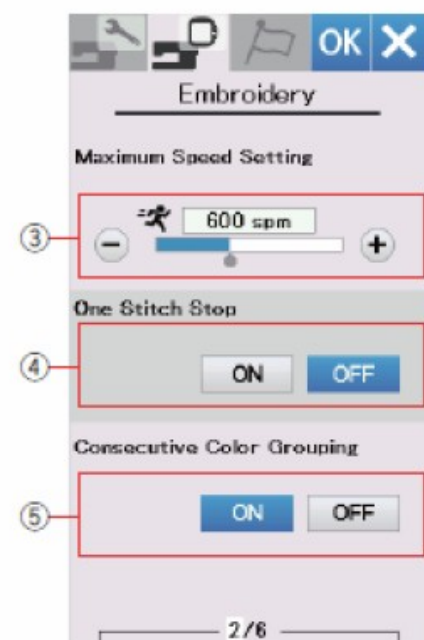 OK X
Embroidery
Maximum Speed Setting
③ 600 spm
− +
One Stitch Stop
④ ON OFF
Consecutive Color Grouping
⑤ ON OFF
2/6